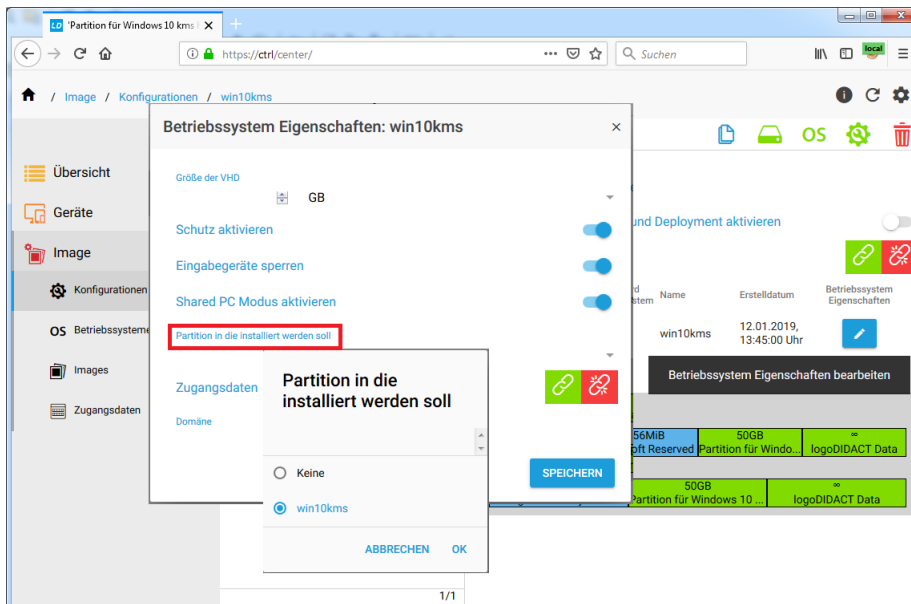 LD 'Partition für Windows 10 kms
https://ctrl/center/
Suchen
local
/ Image / Konfigurationen / win10kms
Betriebssystem Eigenschaften: win10kms
OS
Übersicht
Geräte
Image
Konfigurationen
OS Betriebssysteme
Images
Zugangsdaten
Größe der VHD
GB
Schutz aktivieren
Eingabegeräte sperren
Shared PC Modus aktivieren
Partition in die installiert werden soll
Zugangsdaten
Domäne
SPEICHERN
Partition in die
installiert werden soll
Keine
win10kms
ABBRECHEN OK
und Deployment aktivieren
Name Erstelldatum Betriebssystem
Eigenschaften
win10kms 12.01.2019,
13:45:00 Uhr
Betriebssystem Eigenschaften bearbeiten
56MiB 50GB ∞
oft Reserved Partition für Windo... logoDIDACT Data
50GB ∞
Partition für Windows 10 ... logoDIDACT Data
1/1